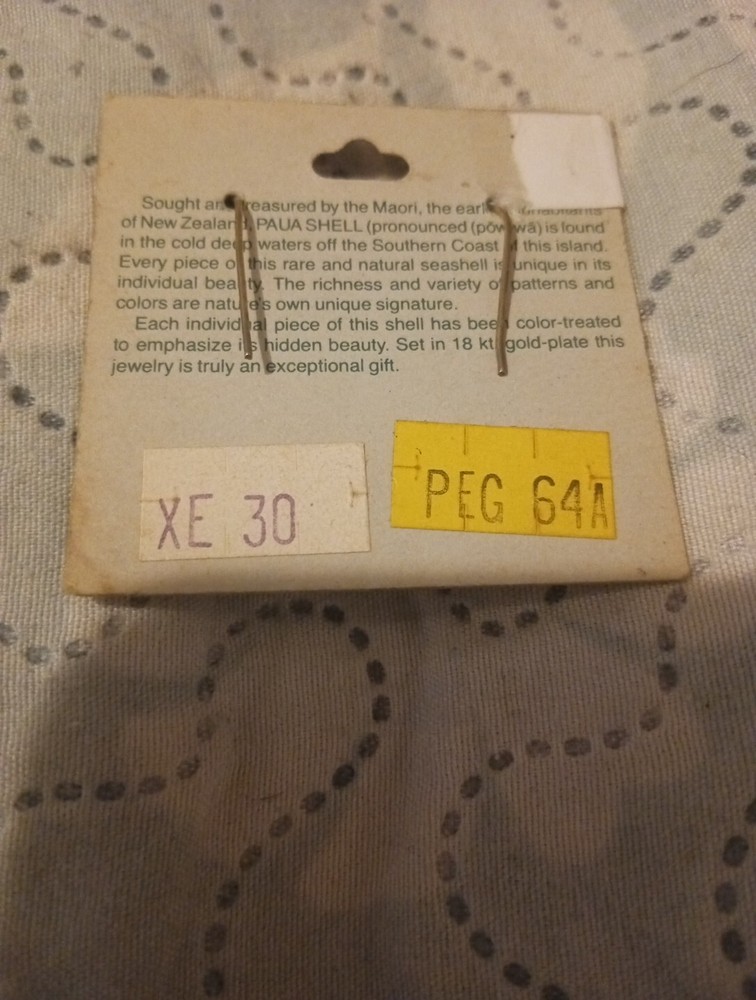 Sought and treasured by the Maori, the early inhabitants
of New Zealand, PAUA SHELL (pronounced (pōw wă) is found
in the cold deep waters off the Southern Coast of this island.
Every piece of this rare and natural seashell is unique in its
individual beauty. The richness and variety of patterns and
colors are nature's own unique signature.
Each individual piece of this shell has been color-treated
to emphasize its hidden beauty. Set in 18 kt. gold-plate this
jewelry is truly an exceptional gift.
XE 30
PEG 64A